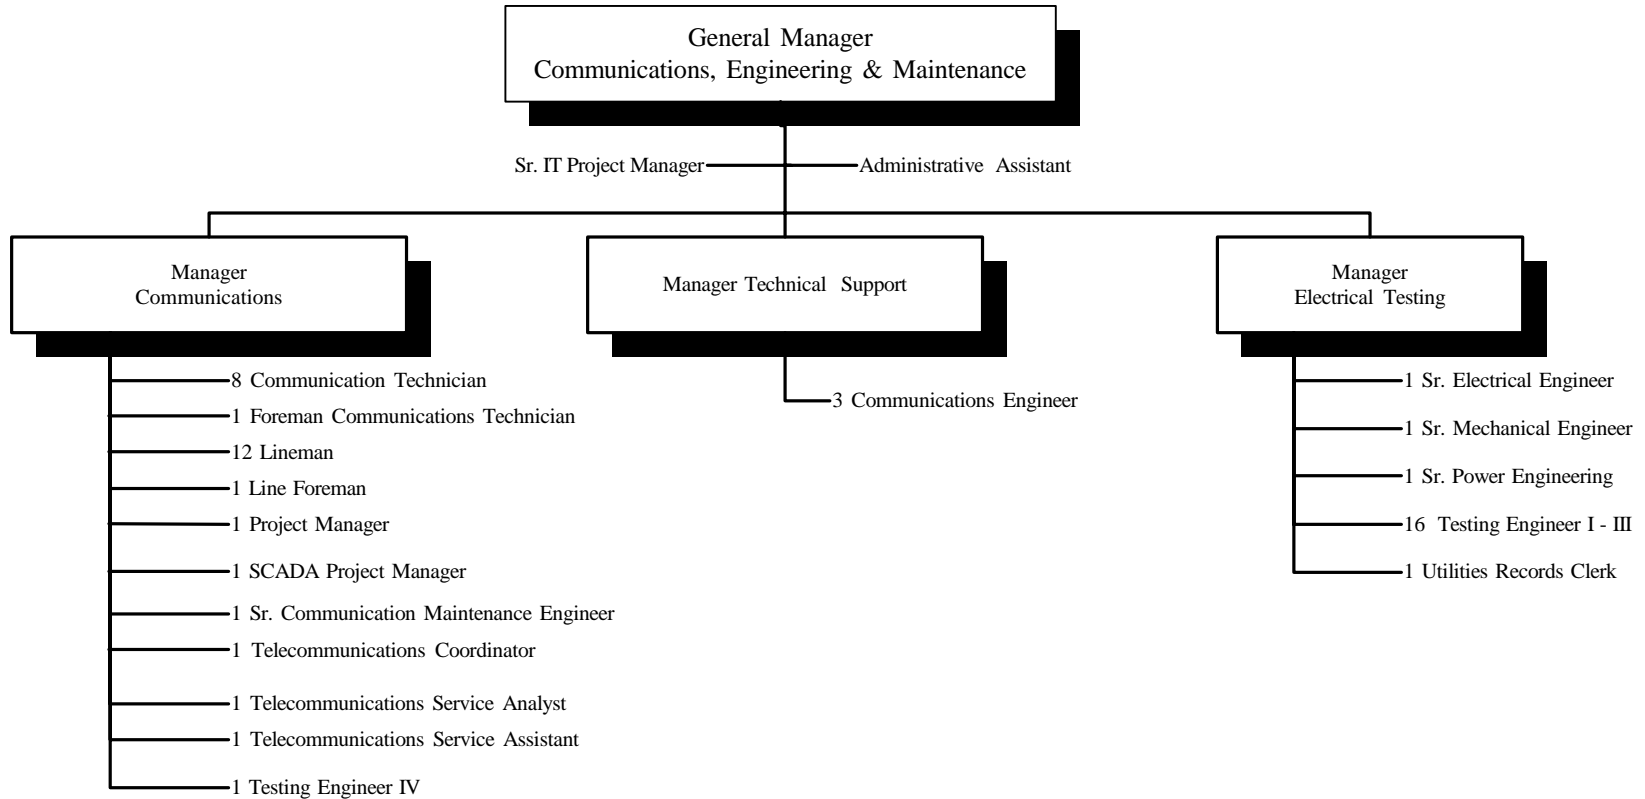 General Manager
Communications, Engineering & Maintenance
Sr. IT Project Manager
Administrative Assistant
Manager
Communications
Manager Technical Support
Manager
Electrical Testing
8 Communication Technician
1 Foreman Communications Technician
12 Lineman
1 Line Foreman
1 Project Manager
1 SCADA Project Manager
1 Sr. Communication Maintenance Engineer
1 Telecommunications Coordinator
1 Telecommunications Service Analyst
1 Telecommunications Service Assistant
1 Testing Engineer IV
3 Communications Engineer
1 Sr. Electrical Engineer
1 Sr. Mechanical Engineer
1 Sr. Power Engineering
16 Testing Engineer I - III
1 Utilities Records Clerk